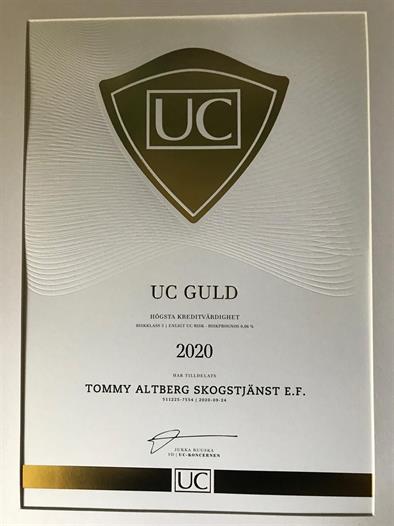 UC
UC GULD
HÖGSTA KREDITVÄRDIGHET
RISKKLASS 5 | ENLIGT UC RISK - RISKPROGNOS 0,06 %
2020
HAR TILLDELATS
TOMMY ALTBERG SKOGSTJÄNST E.F.
511225-7554 | 2020-09-24
JUKKA RUUSKA
VD | UC-KONCERNEN
UC